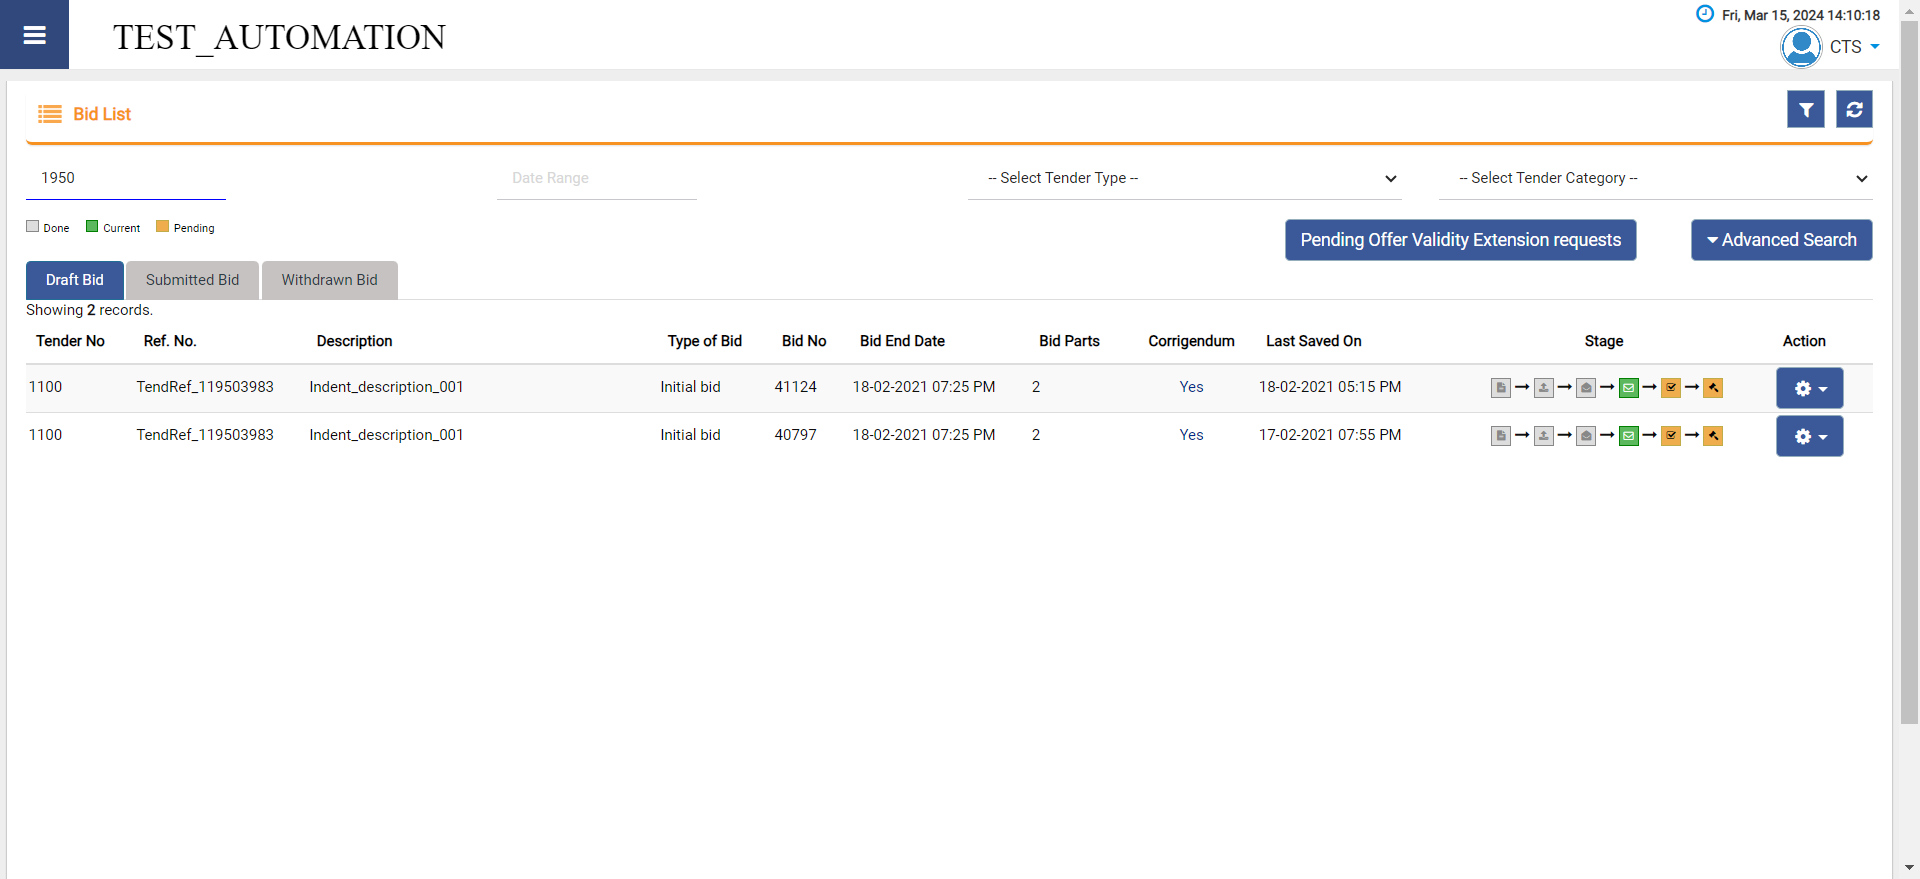 TEST_AUTOMATION
Fri, Mar 15, 2024 14:10:18
CTS
Bid List
1950
Date Range
-- Select Tender Type --
-- Select Tender Category --
Done
Current
Pending
Pending Offer Validity Extension requests
Advanced Search
Draft Bid
Submitted Bid
Withdrawn Bid
Showing 2 records.
Tender No Ref. No. Description Type of Bid Bid No Bid End Date Bid Parts Corrigendum Last Saved On Stage Action
1100 TendRef_119503983 Indent_description_001 Initial bid 41124 18-02-2021 07:25 PM 2 Yes 18-02-2021 05:15 PM
1100 TendRef_119503983 Indent_description_001 Initial bid 40797 18-02-2021 07:25 PM 2 Yes 17-02-2021 07:55 PM